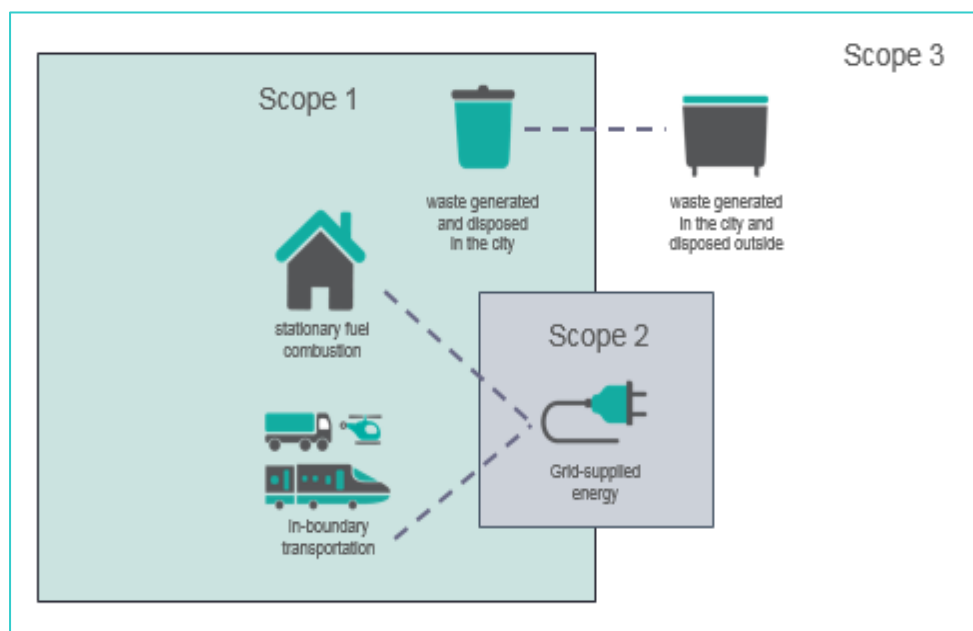 Scope 3
Scope 1
waste generated
and disposed
in the city
waste generated
in the city and
disposed outside
stationary fuel
combustion
Scope 2
Grid-supplied
energy
in-boundary
transportation